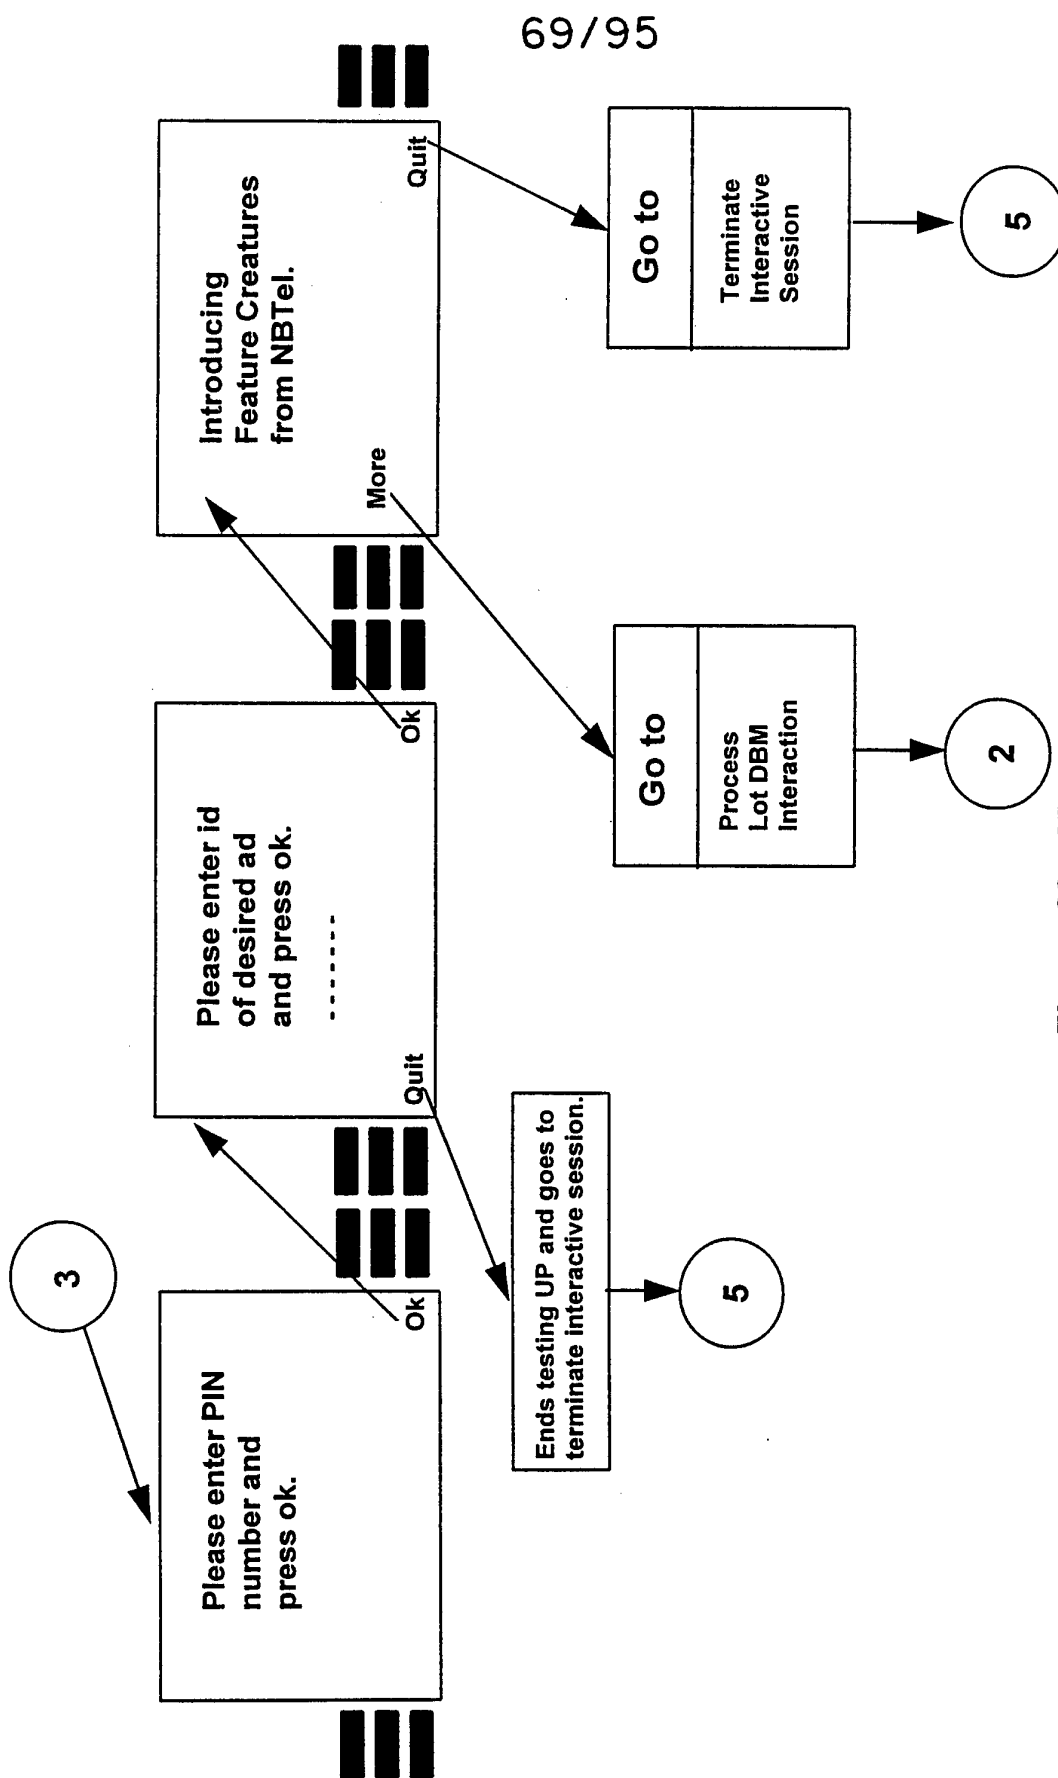 69/95
3
Please enter PIN
number and
press ok.
Ok
Please enter id
of desired ad
and press ok.
-------
Quit
Ok
Introducing
Feature Creatures
from NBTel.
More
Quit
Ends testing UP and goes to
terminate interactive session.
5
Go to
Process
Lot DBM
Interaction
2
Go to
Terminate
Interactive
Session
5